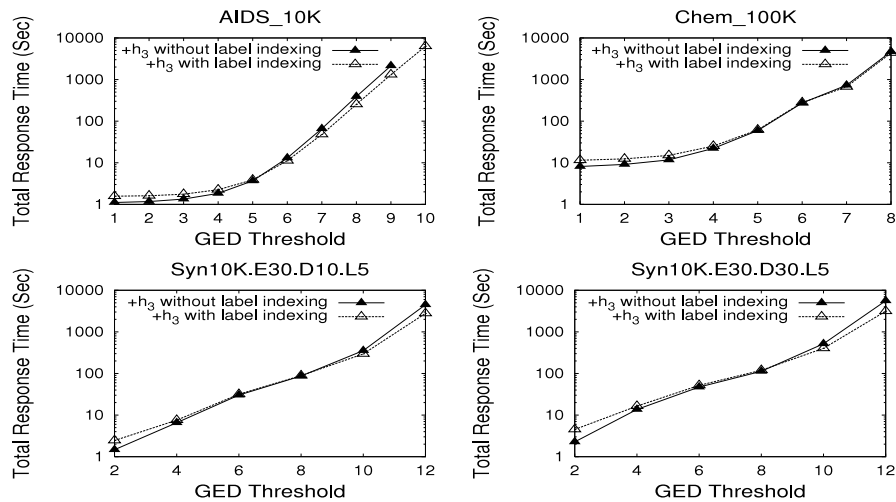 AIDS_10K
Total Response Time (Sec)
10000
1000
100
10
1
+h3 without label indexing
+h3 with label indexing
1 2 3 4 5 6 7 8 9 10
GED Threshold
Chem_100K
Total Response Time (Sec)
10000
1000
100
10
1
+h3 without label indexing
+h3 with label indexing
1 2 3 4 5 6 7 8
GED Threshold
Syn10K.E30.D10.L5
Total Response Time (Sec)
10000
1000
100
10
1
+h3 without label indexing
+h3 with label indexing
2 4 6 8 10 12
GED Threshold
Syn10K.E30.D30.L5
Total Response Time (Sec)
10000
1000
100
10
1
+h3 without label indexing
+h3 with label indexing
2 4 6 8 10 12
GED Threshold